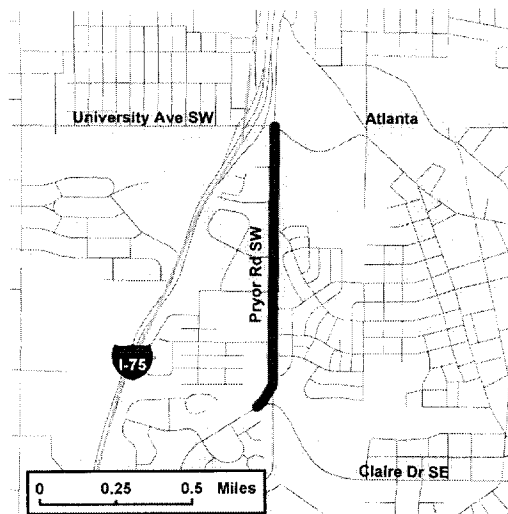 University Ave SW
Atlanta
Pryor Rd SW
I-75
Claire Dr SE
0 0.25 0.5 Miles